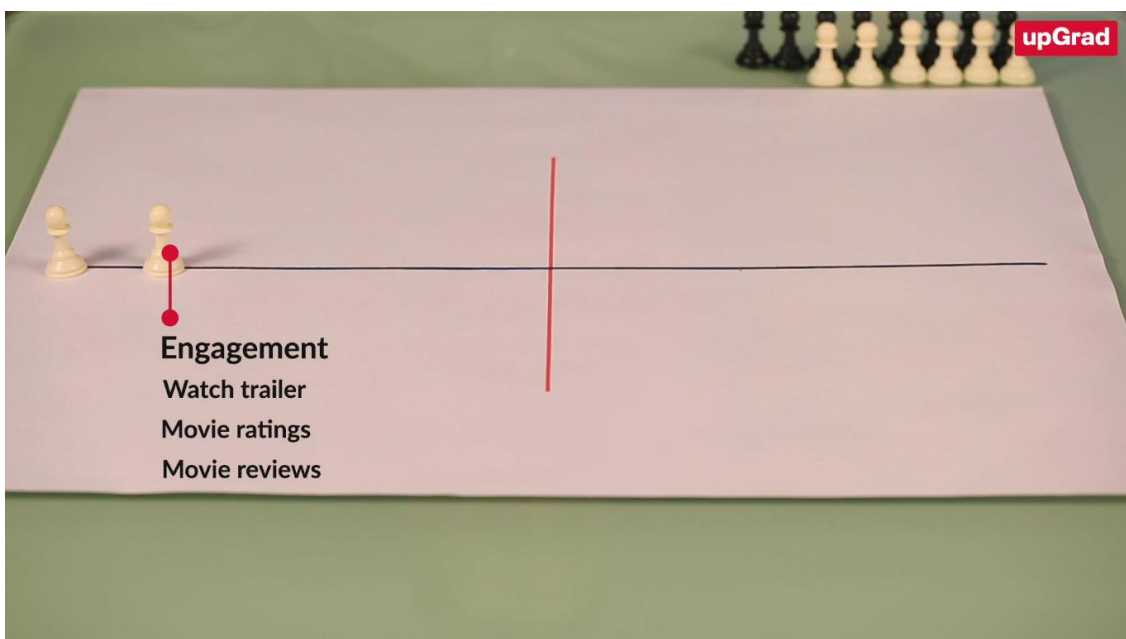 upGrad
Engagement
Watch trailer
Movie ratings
Movie reviews